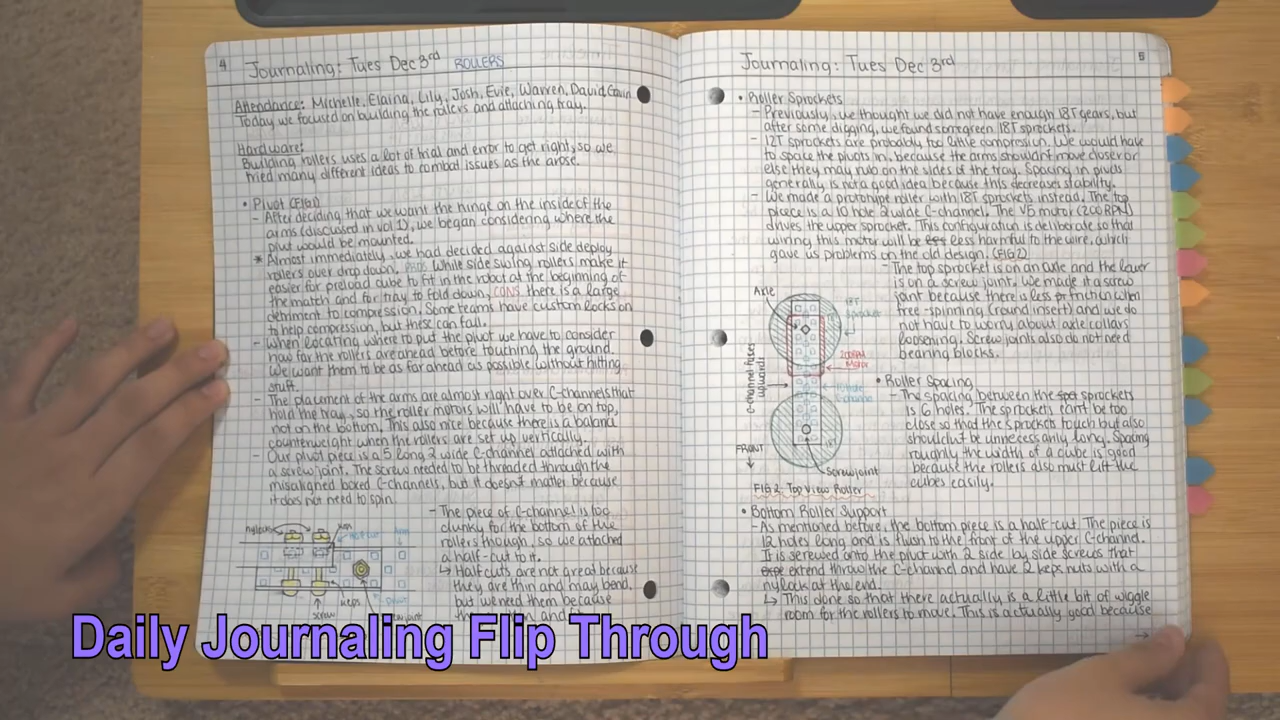 4 Journaling: Tues Dec 3rd ROLLERS
Attendance: Michelle, Elaina, Lily, Josh, Evie, Warren, David, Gavin
Today we focused on building the rollers and attaching tray.
Hardware:
Building rollers uses a lot of trial and error to get right, so we
tried many different ideas to combat issues as the arose.
• Pivot (FIG 1)
- After deciding that we want the hinge on the inside of the
arms (discussed in vol 1), we began considering where the
pivot would be mounted.
* Almost immediately, we had decided against side deploy
rollers over drop down. PROS While side swing rollers make it
easier for preload cube to fit in the robot at the beginning of
the match and for tray to fold down, CONS there is a large
detriment to compression. Some teams have custom locks on
to help compression, but these can fail.
- When locating where to put the pivot we have to consider
how far the rollers are ahead before touching the ground.
We want them to be as far ahead as possible without hitting
stuff.
- The placement of the arms are almost right over C-channels that
hold the tray, so the roller motors will have to be on top,
not on the bottom. This also nice because there is a balance
counterweight when the rollers are set up vertically.
- Our pivot piece is a 5 long 2 wide C-channel attached with
a screw joint. The screw needed to be threaded through the
misaligned boxed C-channels, but it doesn't matter because
it does not need to spin.
- The piece of C-channel is too
clunky for the bottom of the
rollers though, so we attached
a half-cut to it.
↳ Half cuts are not great because
they are thin and may bend,
but we need them because
nylocks
keps
screw
Daily Journaling Flip Through
Journaling: Tues Dec 3rd 5
• Roller Sprockets
- Previously, we thought we did not have enough 18T gears, but
after some digging, we found some green 18T sprockets.
- 12T sprockets are probably too little compression. We would have
to space the pivots in, because the arms shouldn't move closer or
else they may rub on the sides of the tray. Spacing in pivots
generally is not a good idea because this decreases stability.
- We made a prototype roller with 18T sprockets instead. The top
piece is a 10 hole 2 wide C-channel. The V5 motor (200 RPM)
drives the upper sprocket. This configuration is deliberate so that
wiring this motor will be less harmful to the wire, which
gave us problems on the old design. (FIG 2)
- The top sprocket is on an axle and the lower
is on a screw joint. We made it a screw
joint because there is less friction when
free-spinning (round insert) and we do
not have to worry about axle collars
loosening. Screw joints also do not need
bearing blocks.
Axle
18T
Sprocket
200RPM
Motor
10 Hole
C-channel
C-channel faces
upwards
18T
FRONT
Screwjoint
FIG 2: Top View Roller
• Roller Spacing
- The spacing between the sprockets
is 6 holes. The sprockets can't be too
close so that the sprockets touch but also
shouldn't be unnecessarily long. Spacing
roughly the width of a cube is good
because the rollers also must lift the
cubes easily.
• Bottom Roller Support
- As mentioned before, the bottom piece is a half-cut. The piece is
12 holes long and is flush to the front of the upper C-channel.
It is screwed onto the pivot with 2 side by side screws that
extend throw the C-channel and have 2 keps nuts with a
nylock at the end.
↳ This done so that there actually is a little bit of wiggle
room for the rollers to move. This is actually good because
→